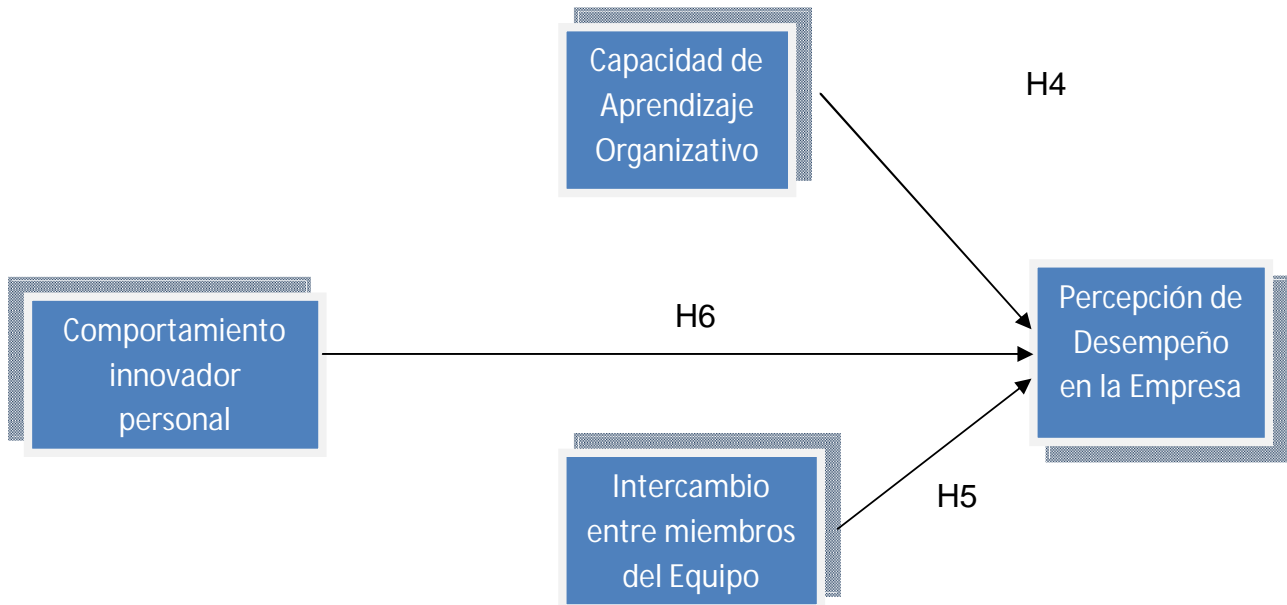 Capacidad de
Aprendizaje
Organizativo
H4
Comportamiento
innovador
personal
H6
Percepción de
Desempeño
en la Empresa
Intercambio
entre miembros
del Equipo
H5